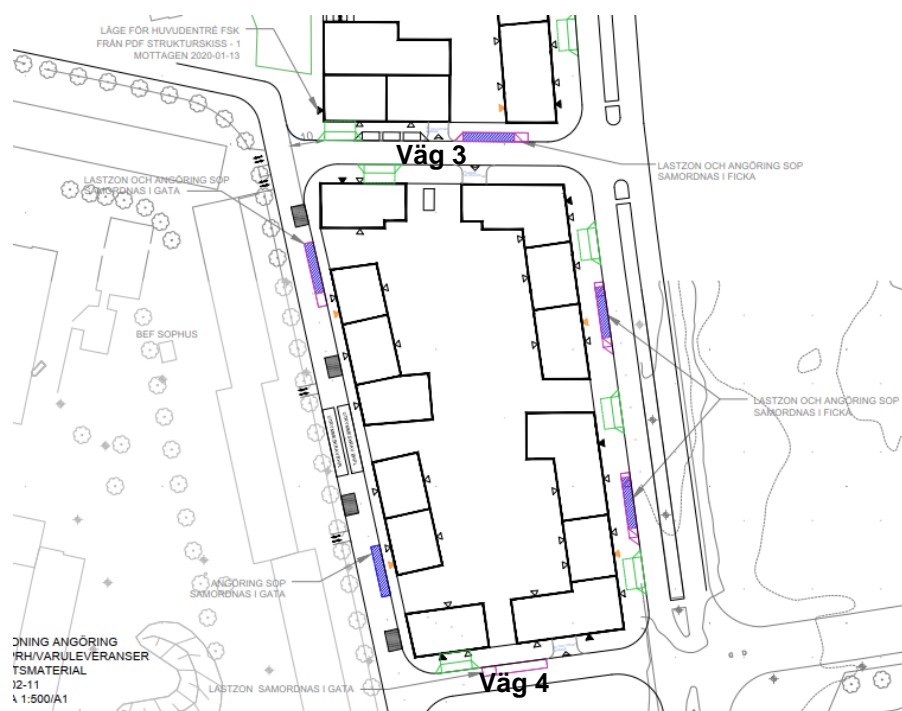 LÄGE FÖR HUVUDENTRÉ FSK
FRÅN PDF STRUKTURSKISS - 1
MOTTAGEN 2020-01-13
10
Väg 3
LASTZON OCH ANGÖRING SOP
SAMORDNAS I FICKA
LASTZON OCH ANGÖRING SOP
SAMORDNAS I GATA
BEF SOPHUS
LASTZON OCH ANGÖRING SOP
SAMORDNAS I FICKA
ANGÖRING SOP
SAMORDNAS I GATA
DNING ANGÖRING
RH/VARULEVERANSER
TSMATERIAL
02-11
A 1:500/A1
LASTZON SAMORDNAS I GATA
Väg 4